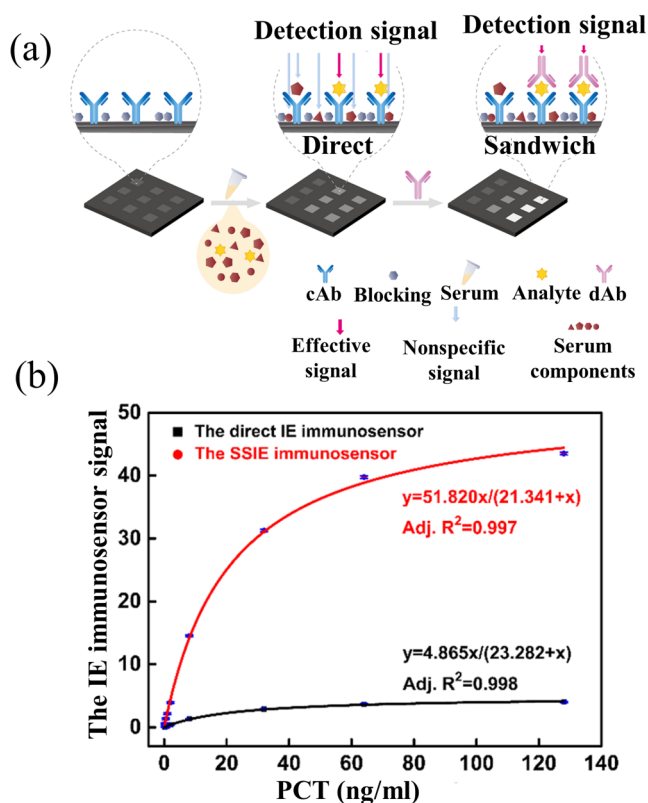 (a)
Detection signal
Detection signal
Direct
Sandwich
cAb
Blocking
Serum
Analyte
dAb
Effective
signal
Nonspecific
signal
Serum
components
(b)
The IE immunosensor signal
50
40
30
20
10
0
The direct IE immunosensor
The SSIE immunosensor
y=51.820x/(21.341+x)
Adj. R²=0.997
y=4.865x/(23.282+x)
Adj. R²=0.998
0 20 40 60 80 100 120 140
PCT (ng/ml)